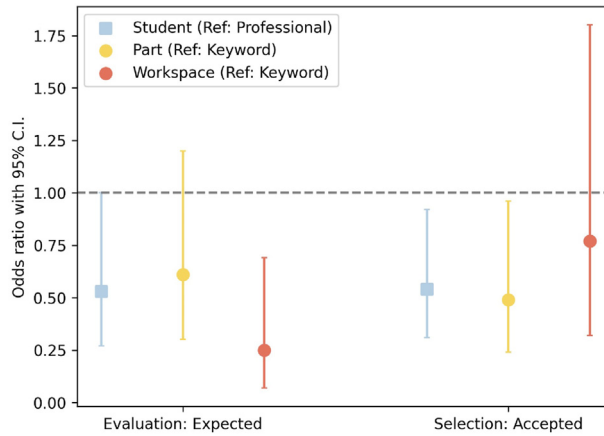 Student (Ref: Professional)
Part (Ref: Keyword)
Workspace (Ref: Keyword)
Odds ratio with 95% C.I.
1.75
1.50
1.25
1.00
0.75
0.50
0.25
0.00
Evaluation: Expected
Selection: Accepted